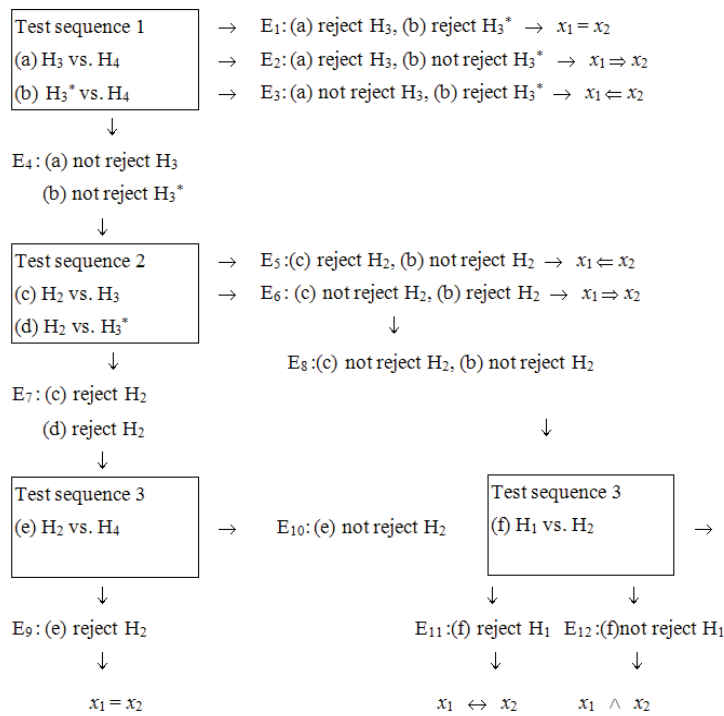 Test sequence 1 → E₁: (a) reject H₃, (b) reject H₃* → x₁ = x₂
(a) H₃ vs. H₄ → E₂: (a) reject H₃, (b) not reject H₃* → x₁ ⇒ x₂
(b) H₃* vs. H₄ → E₃: (a) not reject H₃, (b) reject H₃* → x₁ ⇐ x₂
↓
E₄: (a) not reject H₃
(b) not reject H₃*
↓
Test sequence 2 → E₅:(c) reject H₂, (b) not reject H₂ → x₁ ⇐ x₂
(c) H₂ vs. H₃ → E₆: (c) not reject H₂, (b) reject H₂ → x₁ ⇒ x₂
(d) H₂ vs. H₃* ↓
↓ E₈:(c) not reject H₂, (b) not reject H₂
E₇: (c) reject H₂
(d) reject H₂ ↓
↓
Test sequence 3 Test sequence 3
(e) H₂ vs. H₄ → E₁₀: (e) not reject H₂ (f) H₁ vs. H₂ →
↓ ↓ ↓
E₉: (e) reject H₂ E₁₁:(f) reject H₁ E₁₂:(f)not reject H₁
↓ ↓ ↓
x₁ = x₂ x₁ ↔ x₂ x₁ ∧ x₂